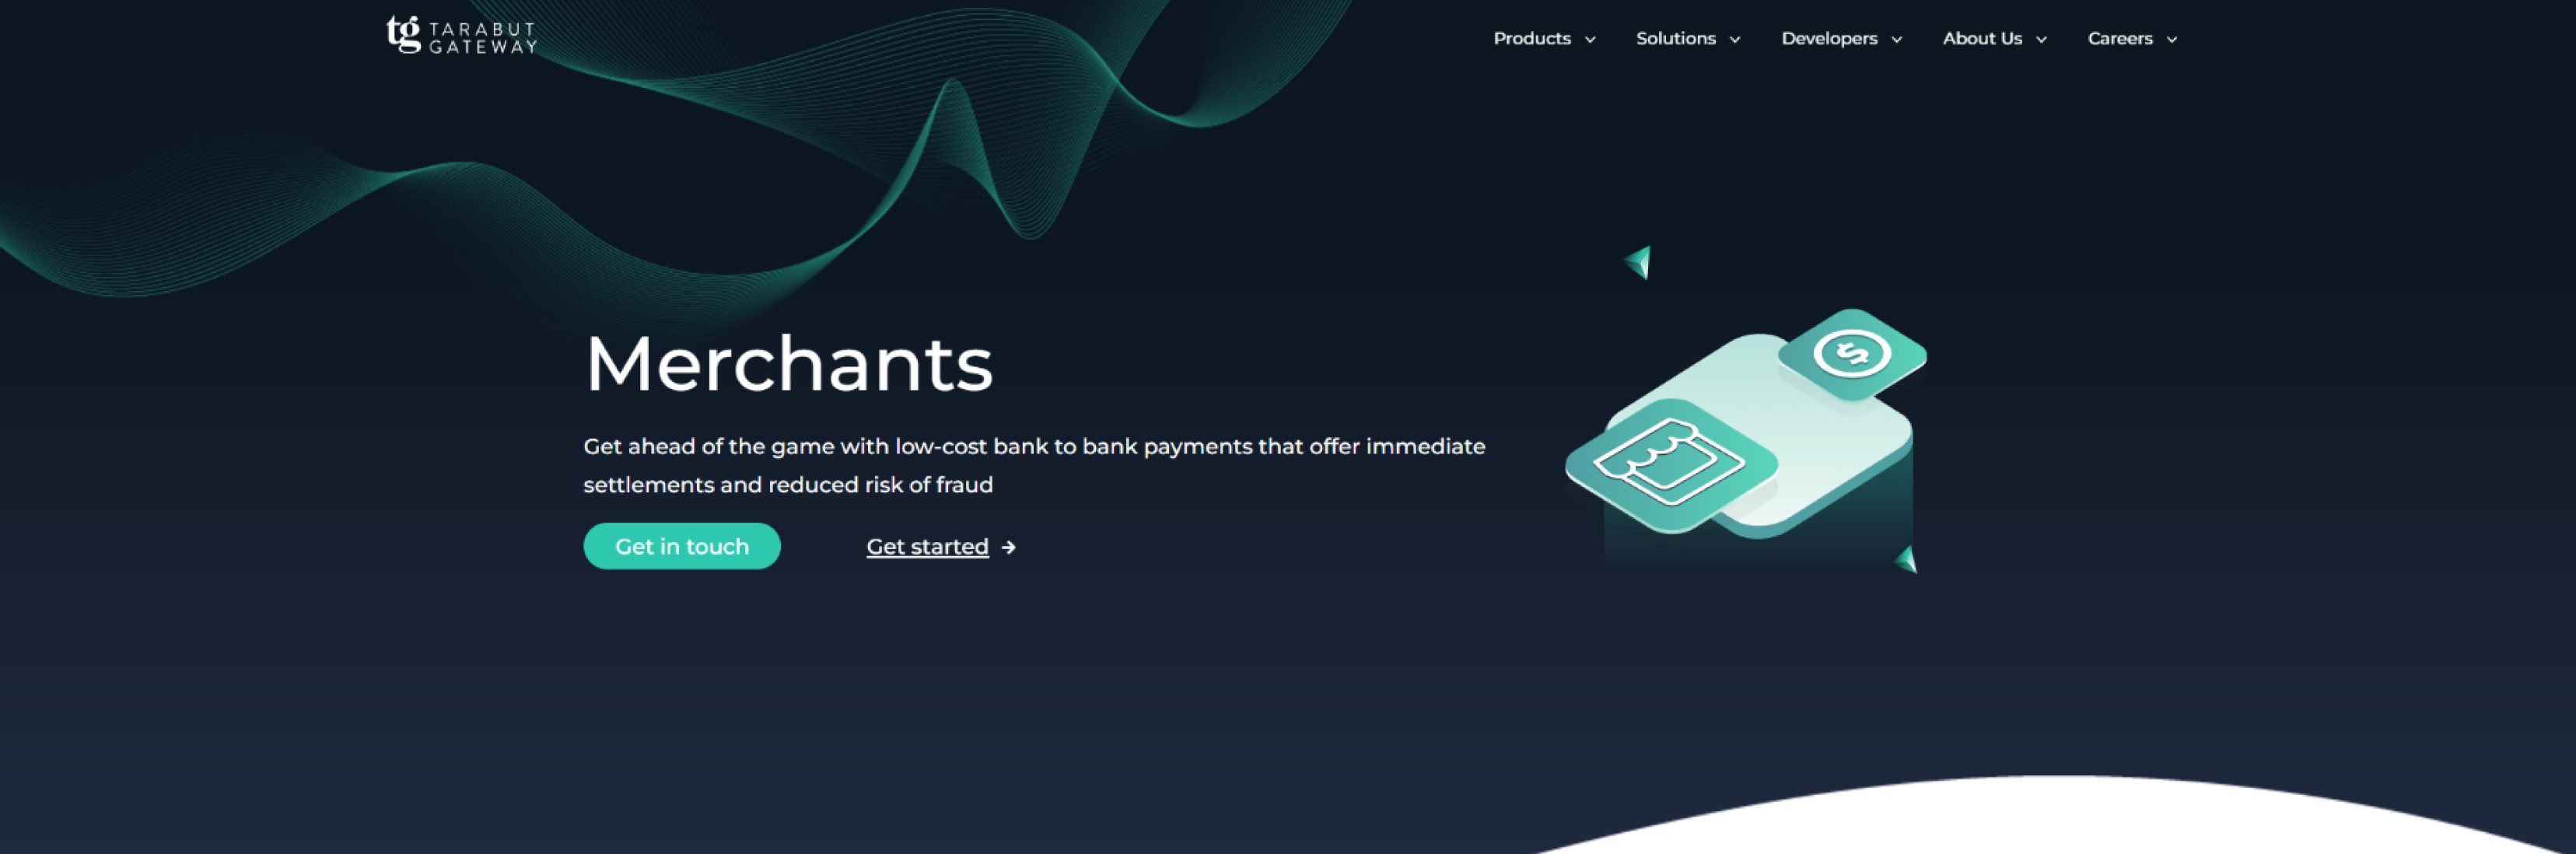 tg TARABUT
GATEWAY
Products
Solutions
Developers
About Us
Careers
Merchants
Get ahead of the game with low-cost bank to bank payments that offer immediate
settlements and reduced risk of fraud
Get in touch
Get started →
$